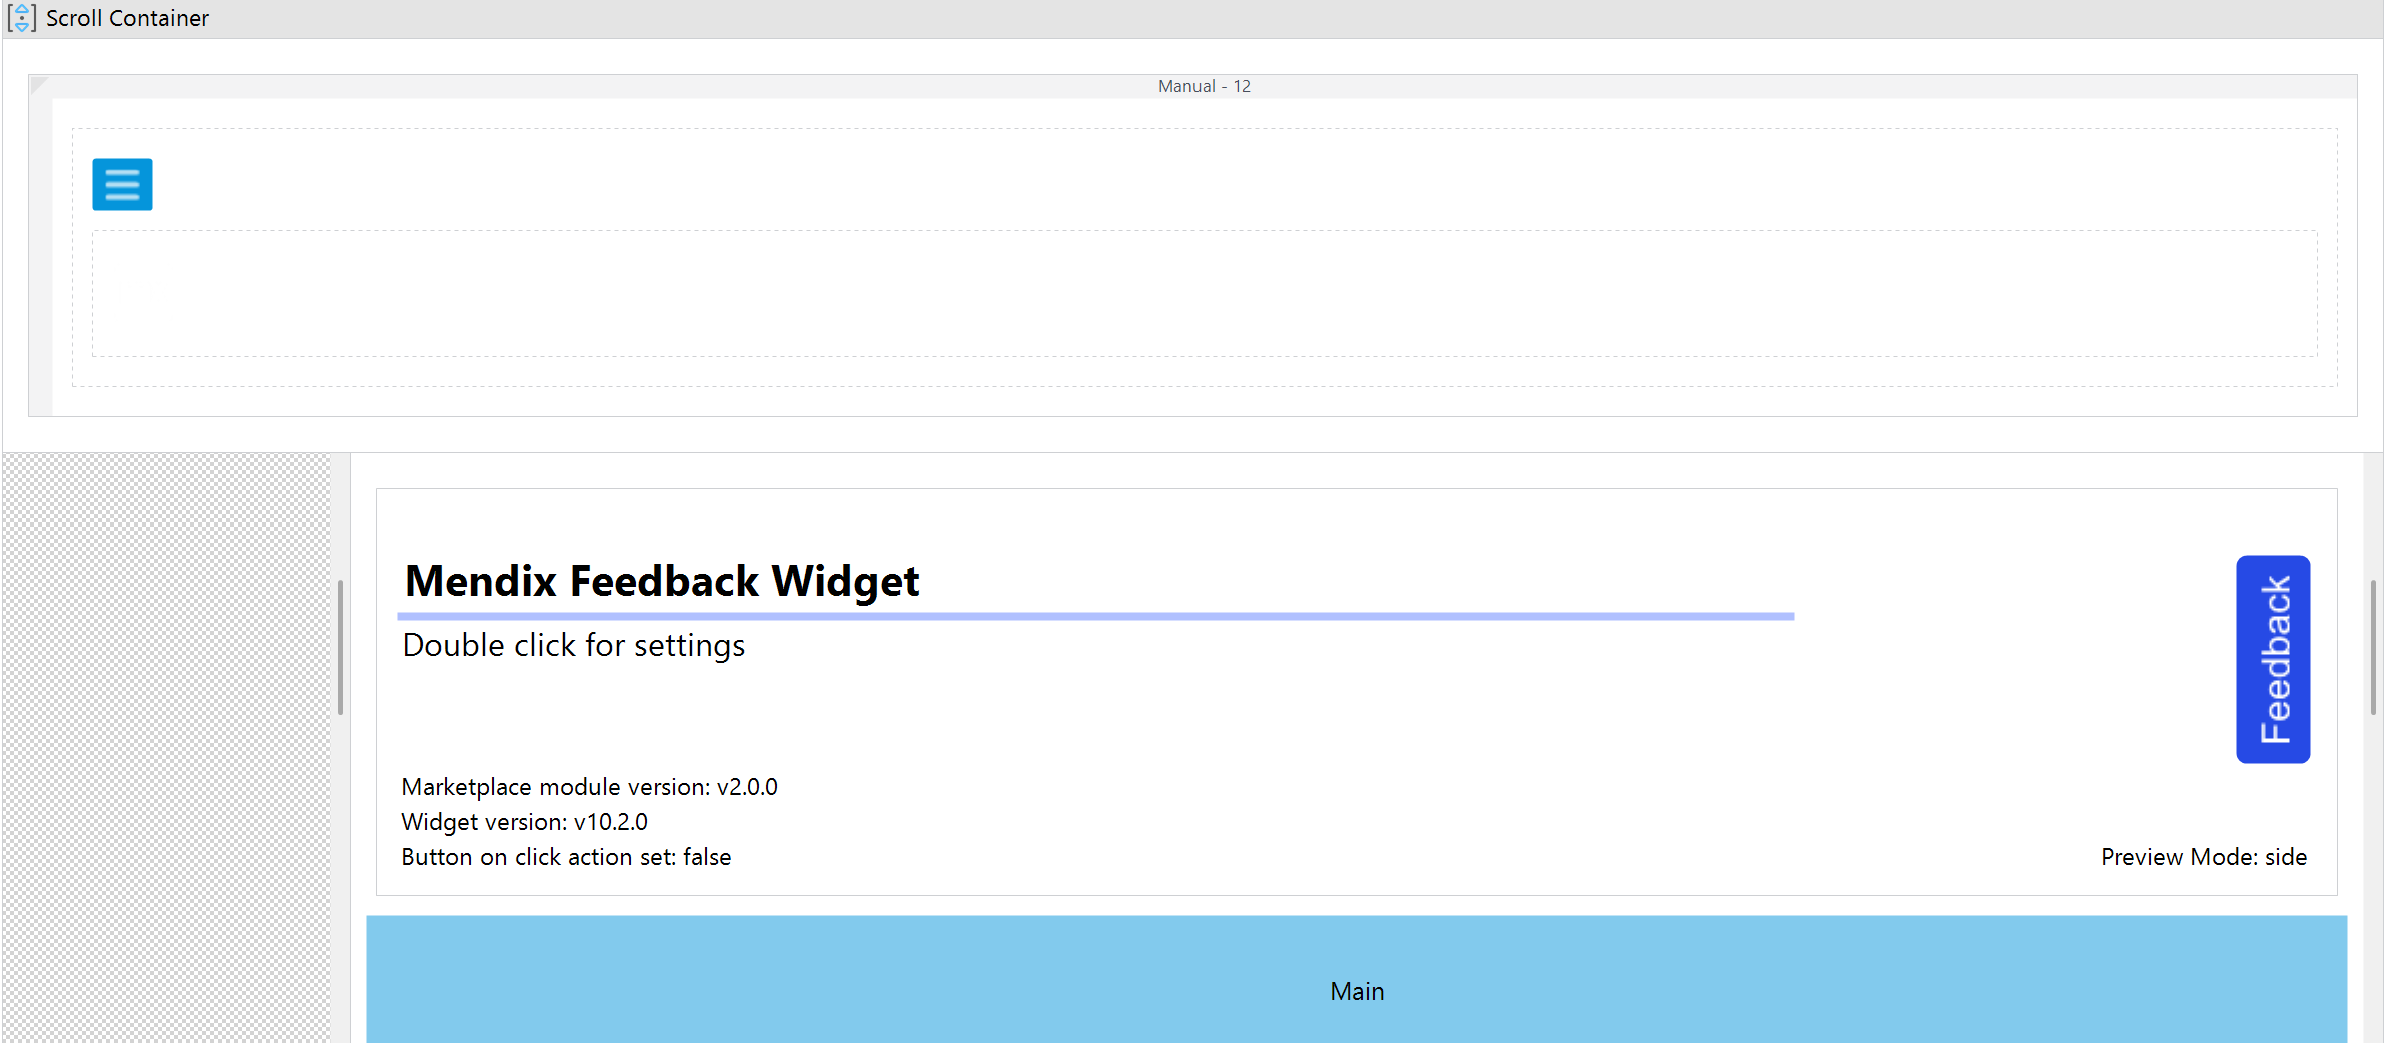 Scroll Container
Manual - 12
Mendix Feedback Widget
Double click for settings
Feedback
Marketplace module version: v2.0.0
Widget version: v10.2.0
Button on click action set: false
Preview Mode: side
Main